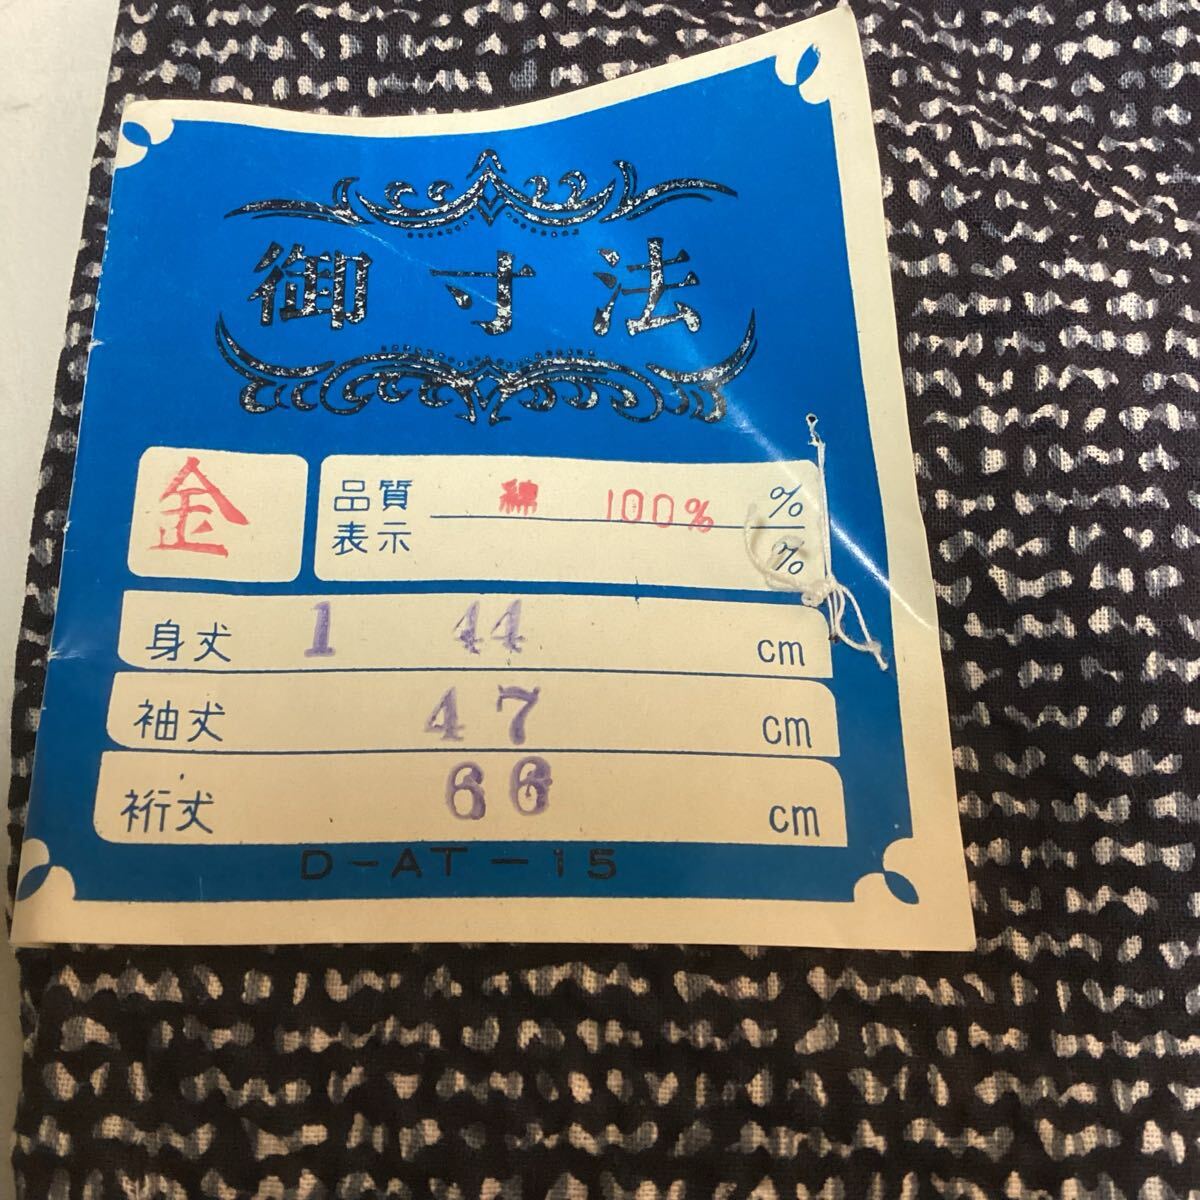 御寸法
金
品質 綿 100% %
表示 %
身丈 1 44 cm
袖丈 47 cm
裄丈 66 cm
D-AT-15